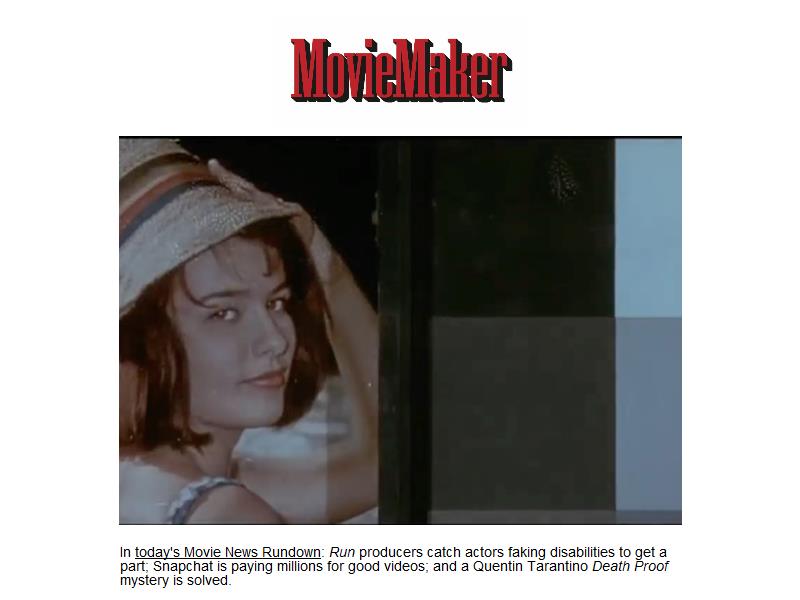 MovieMaker
In today's Movie News Rundown: Run producers catch actors faking disabilities to get a
part; Snapchat is paying millions for good videos; and a Quentin Tarantino Death Proof
mystery is solved.